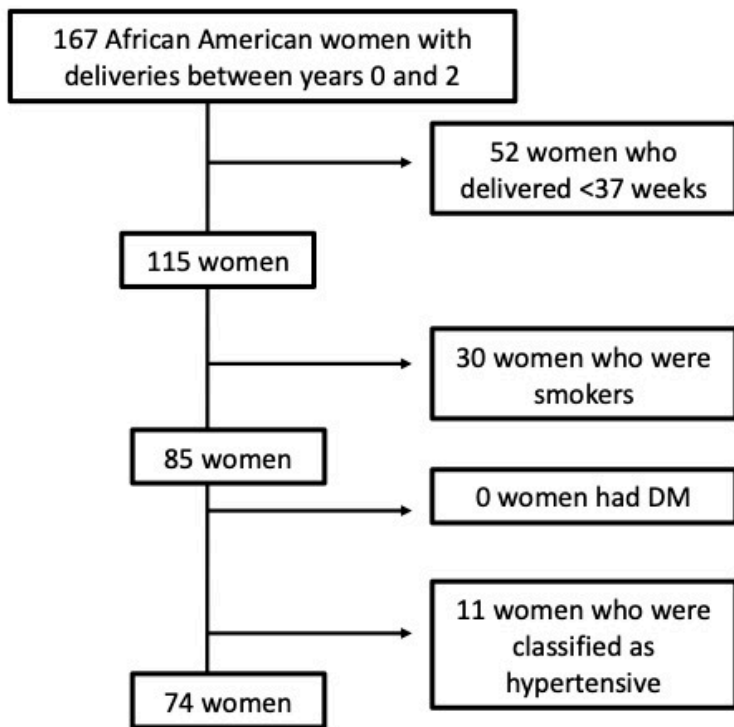 167 African American women with
deliveries between years 0 and 2
52 women who
delivered <37 weeks
115 women
30 women who were
smokers
85 women
0 women had DM
11 women who were
classified as
hypertensive
74 women